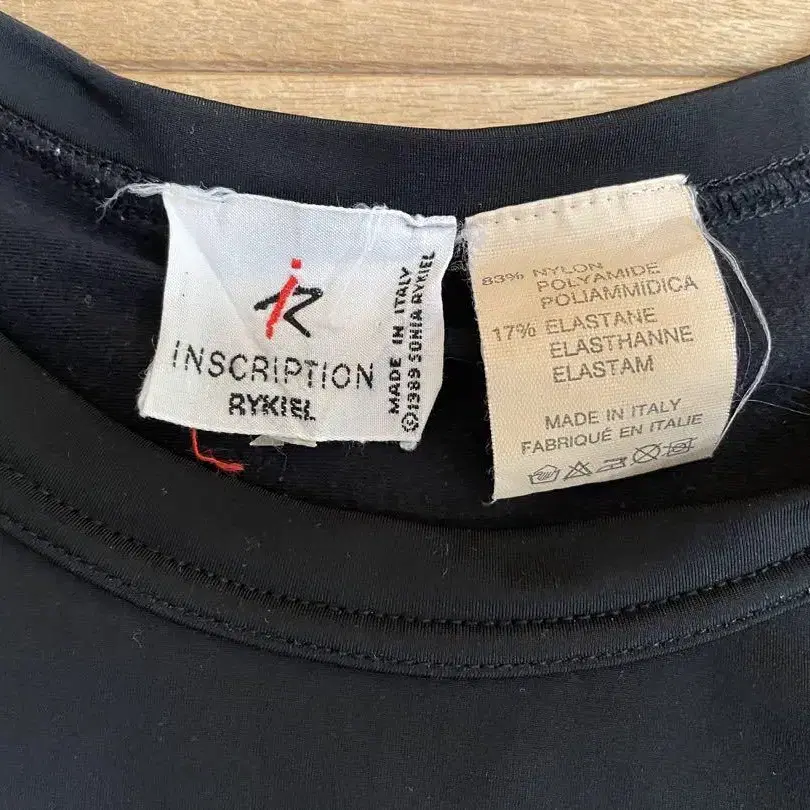 iR
INSCRIPTION
RYKIEL
MADE IN ITALY
©1989 SONIA RYKIEL
83% NYLON
POLYAMIDE
POLIAMMIDICA
17% ELASTANE
ELASTHANNE
ELASTAM
MADE IN ITALY
FABRIQUÉ EN ITALIE